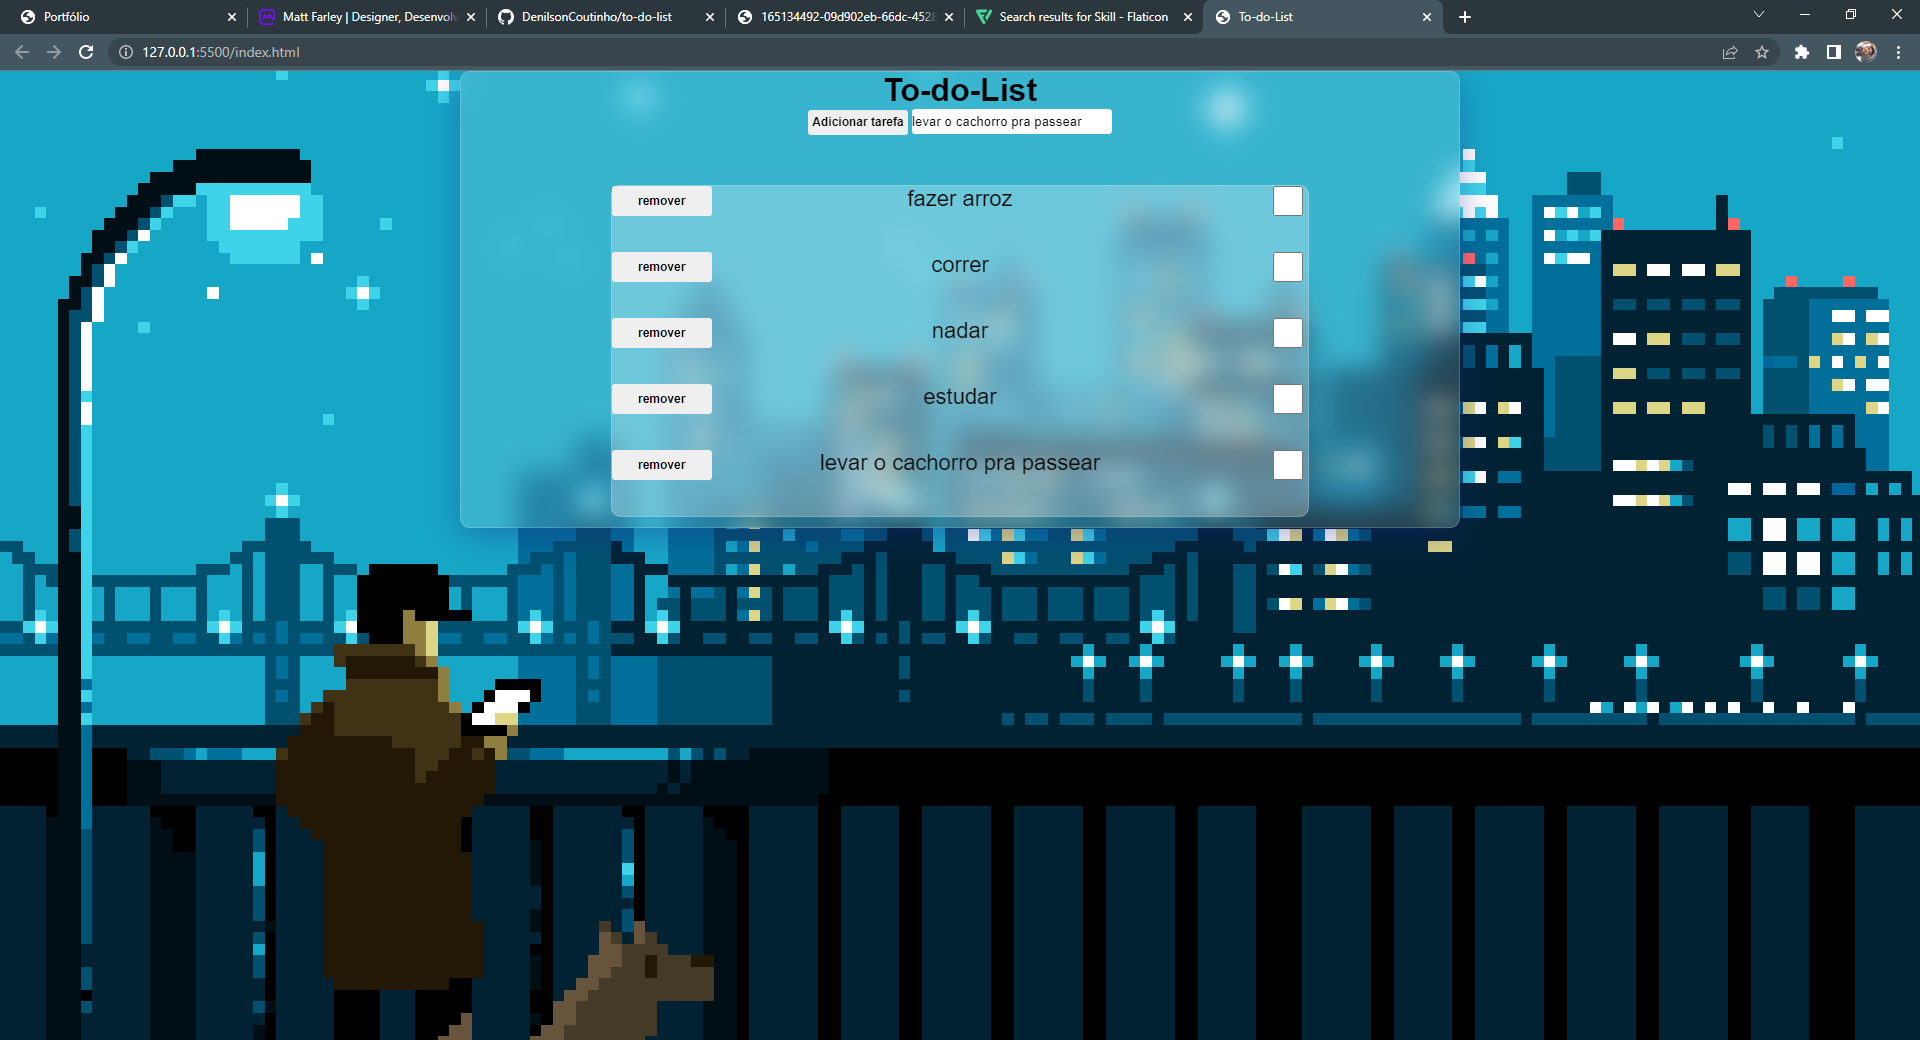 Portfólio
Matt Farley | Designer, Desenvolv
DenilsonCoutinho/to-do-list
165134492-09d902eb-66dc-4528
Search results for Skill - Flaticon
To-do-List
127.0.0.1:5500/index.html
To-do-List
Adicionar tarefa levar o cachorro pra passear
remover fazer arroz
remover correr
remover nadar
remover estudar
remover levar o cachorro pra passear